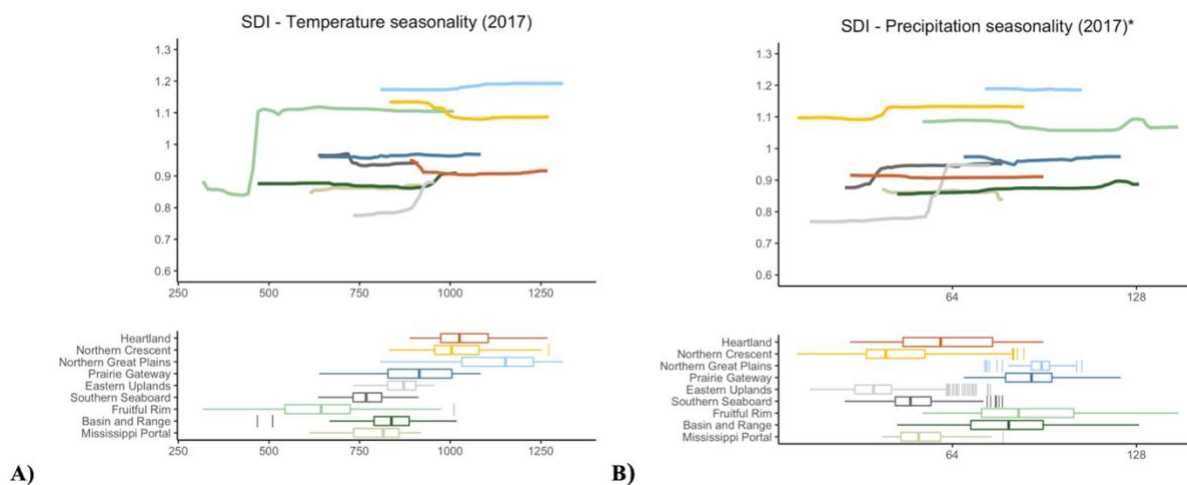 SDI - Temperature seasonality (2017)
1.3
1.2
1.1
1
0.9
0.8
0.7
0.6
250 500 750 1000 1250
Heartland
Northern Crescent
Northern Great Plains
Prairie Gateway
Eastern Uplands
Southern Seaboard
Fruitful Rim
Basin and Range
Mississippi Portal
250 500 750 1000 1250
A)
SDI - Precipitation seasonality (2017)*
1.3
1.2
1.1
1
0.9
0.8
0.7
0.6
64 128
Heartland
Northern Crescent
Northern Great Plains
Prairie Gateway
Eastern Uplands
Southern Seaboard
Fruitful Rim
Basin and Range
Mississippi Portal
64 128
B)